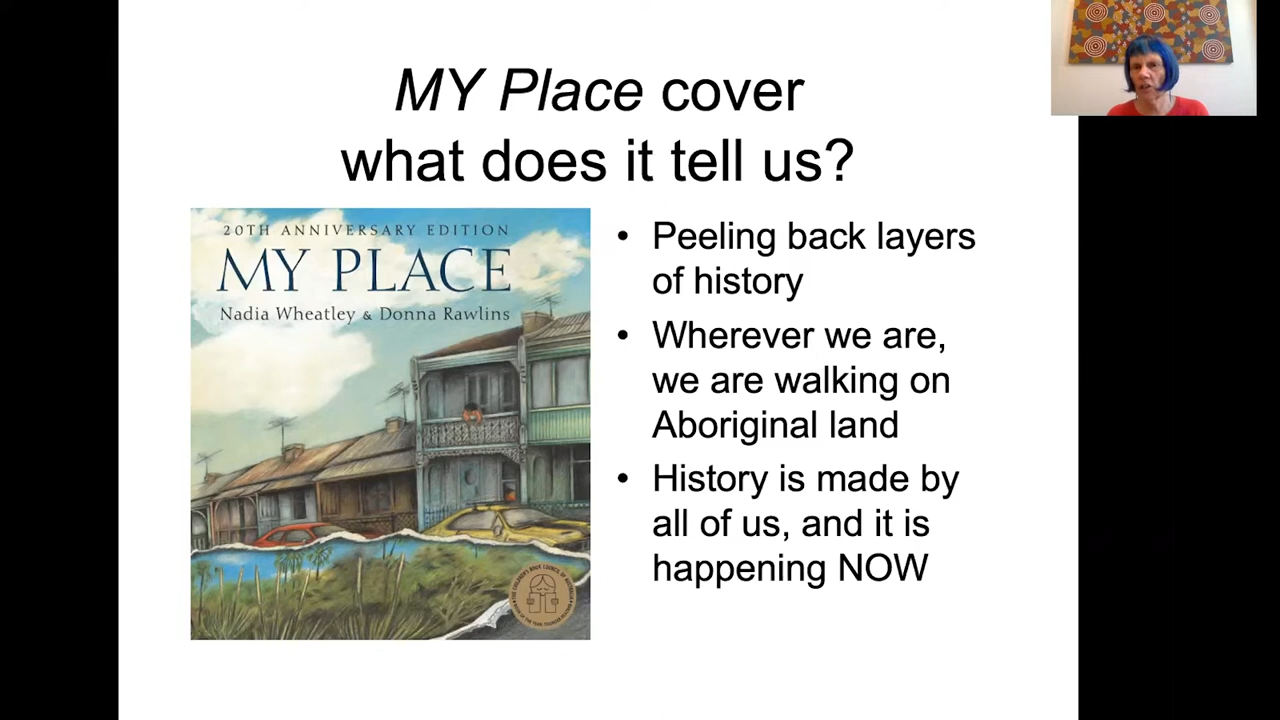 MY Place cover
what does it tell us?
20TH ANNIVERSARY EDITION
MY PLACE
Nadia Wheatley & Donna Rawlins
• Peeling back layers
of history
• Wherever we are,
we are walking on
Aboriginal land
• History is made by
all of us, and it is
happening NOW